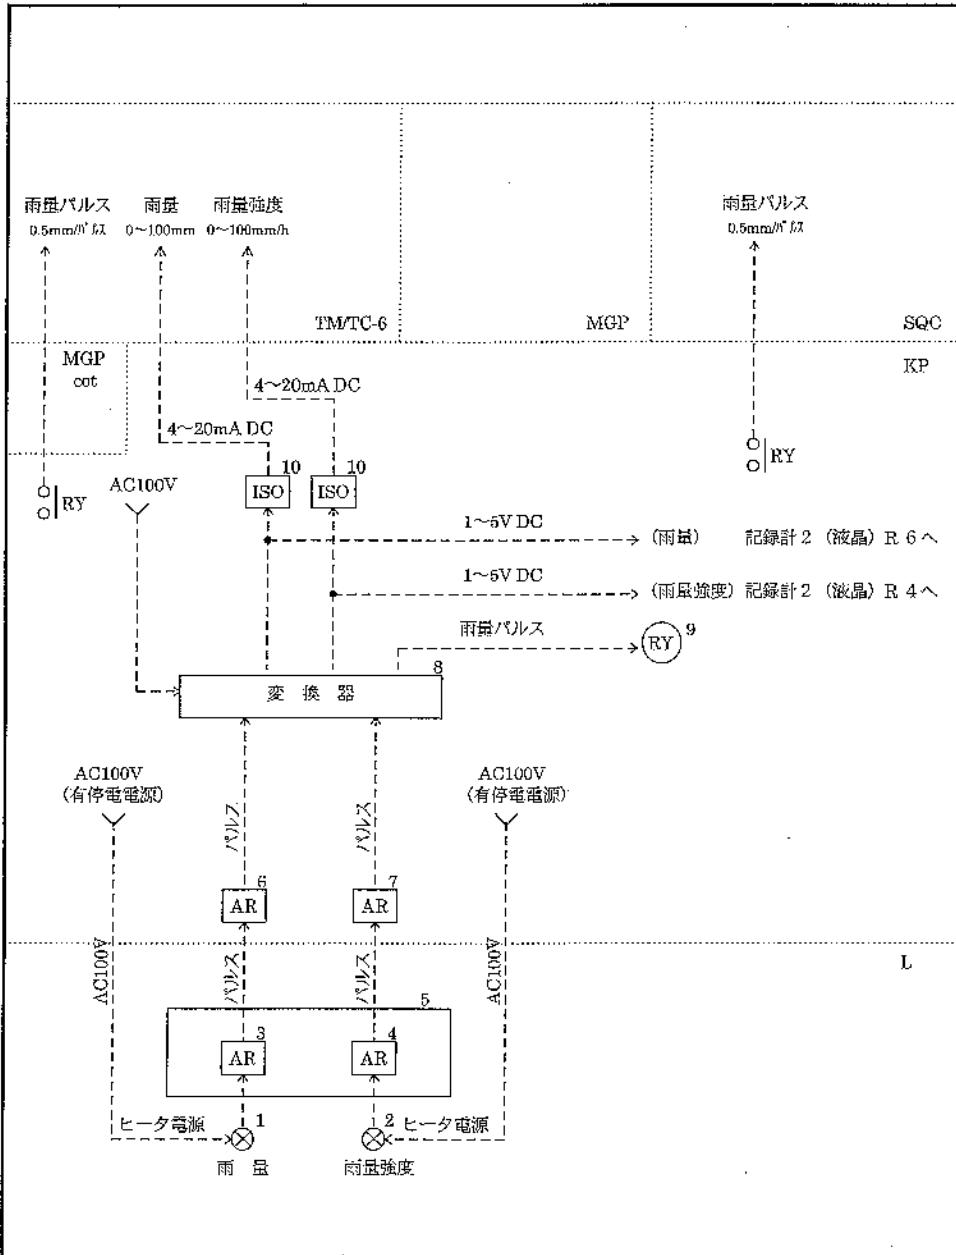 雨量パルス
0.5mm/パルス
雨量
0～100mm
雨量強度
0～100mm/h
雨量パルス
0.5mm/パルス
TM/TC-6
MGP
SQC
MGP
cot
KP
4～20mA DC
4～20mA DC
10
10
ISO
ISO
RY
AC100V
RY
1～5V DC
(雨量) 記録計2 (液晶) R 6へ
1～5V DC
(雨量強度) 記録計2 (液晶) R 4へ
雨量パルス
RY
9
8
変換器
AC100V
(有停電電源)
AC100V
(有停電電源)
パルス
パルス
6
AR
7
AR
L
AC100V
パルス
パルス
AC100V
5
3
AR
4
AR
ヒータ電源
1
2
ヒータ電源
雨 量
雨量強度